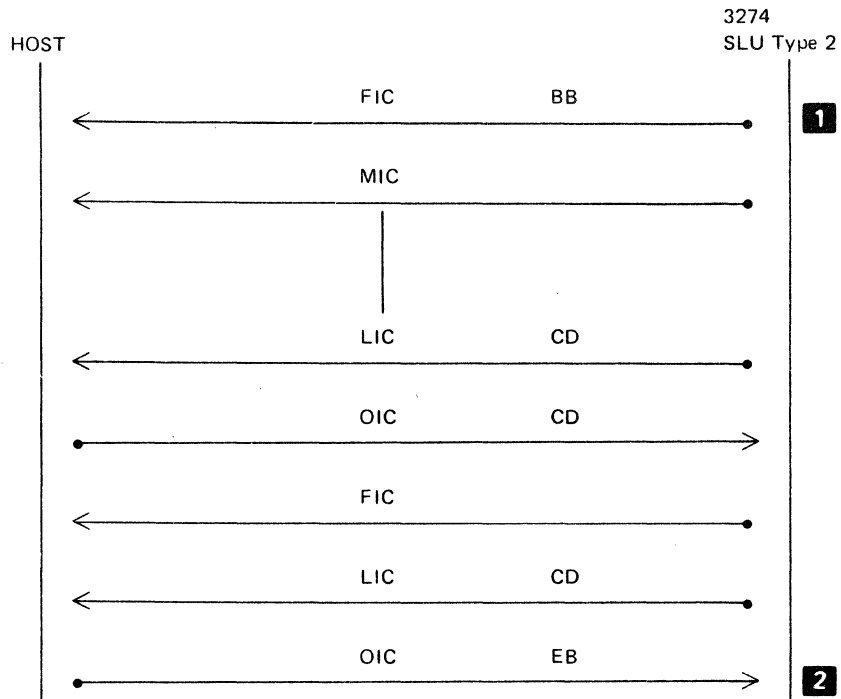 3274
HOST SLU Type 2
FIC BB 1
MIC
LIC CD
OIC CD
FIC
LIC CD
OIC EB 2